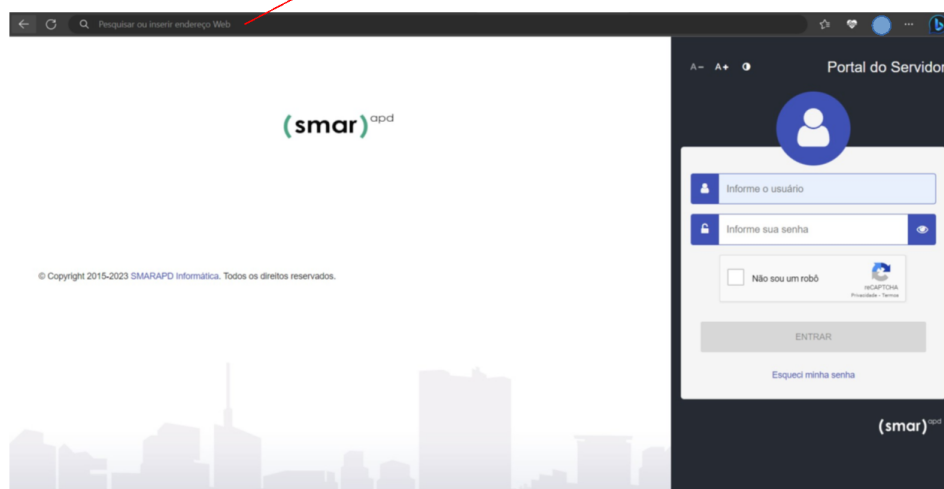 Pesquisar ou inserir endereço Web
A- A+
Portal do Servidor
(smar)apd
Informe o usuário
Informe sua senha
Não sou um robô
reCAPTCHA
Privacidade - Termos
© Copyright 2015-2023 SMARAPD Informática. Todos os direitos reservados.
ENTRAR
Esqueci minha senha
(smar)apd